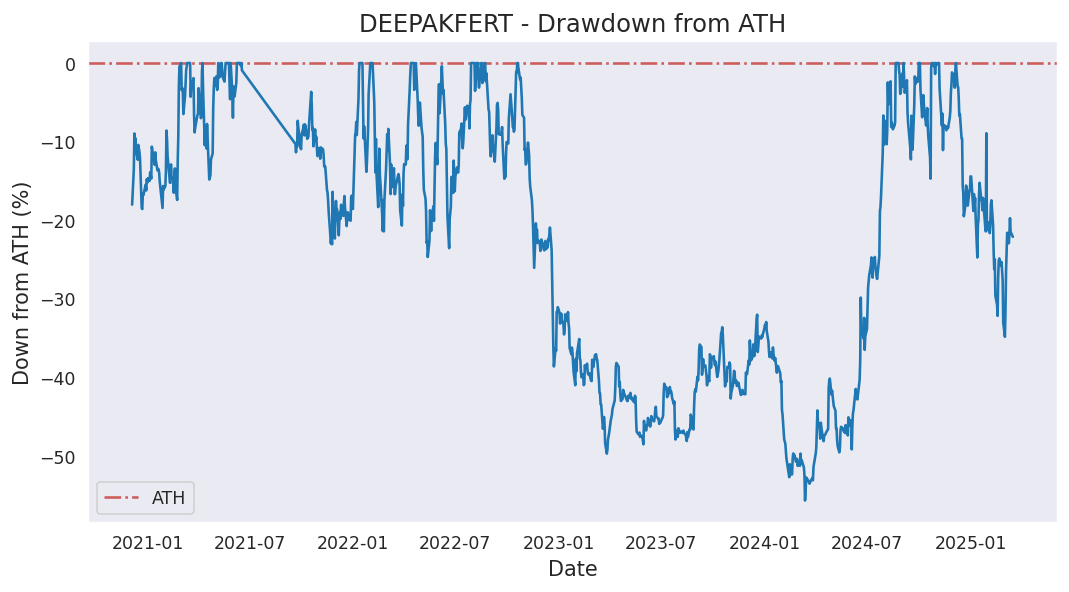 DEEPAKFERT - Drawdown from ATH
Down from ATH (%)
0
−10
−20
−30
−40
−50
ATH
2021-01 2021-07 2022-01 2022-07 2023-01 2023-07 2024-01 2024-07 2025-01
Date